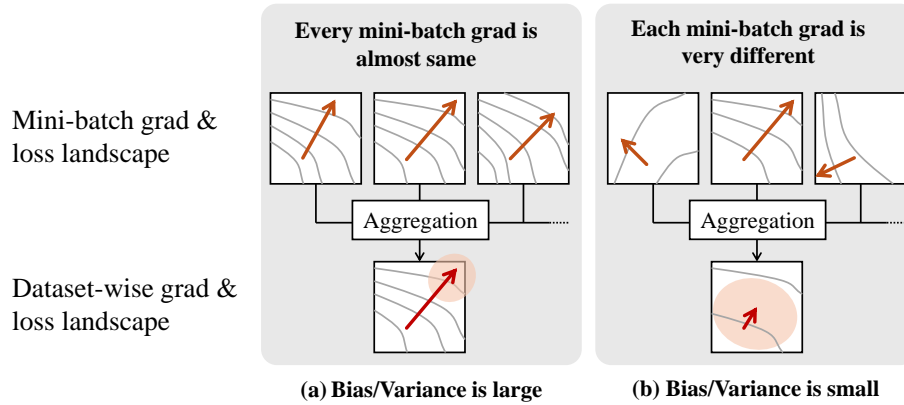 Every mini-batch grad is
almost same
Each mini-batch grad is
very different
Mini-batch grad &
loss landscape
Aggregation
Aggregation
Dataset-wise grad &
loss landscape
(a) Bias/Variance is large
(b) Bias/Variance is small